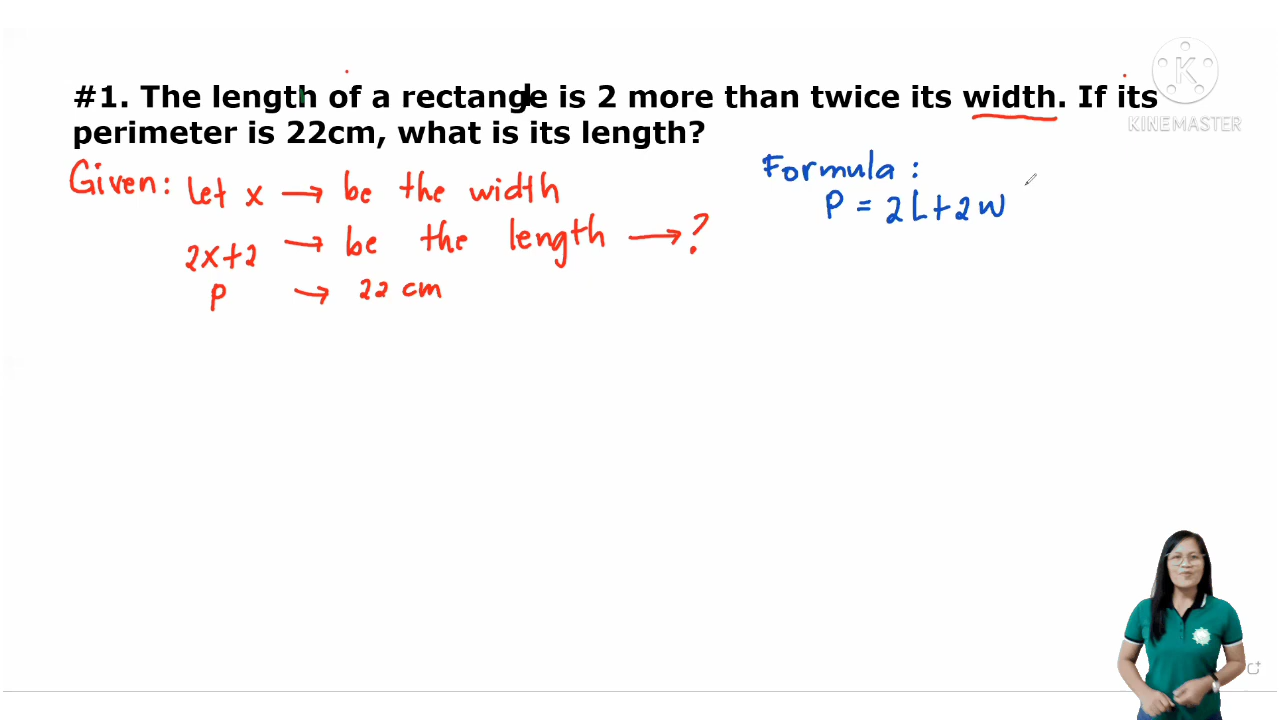 #1. The length of a rectange is 2 more than twice its width. If its
perimeter is 22cm, what is its length?
KINEMASTER
Given: let x → be the width
2x+2 → be the length → ?
P → 22 cm
Formula:
P = 2L+2W